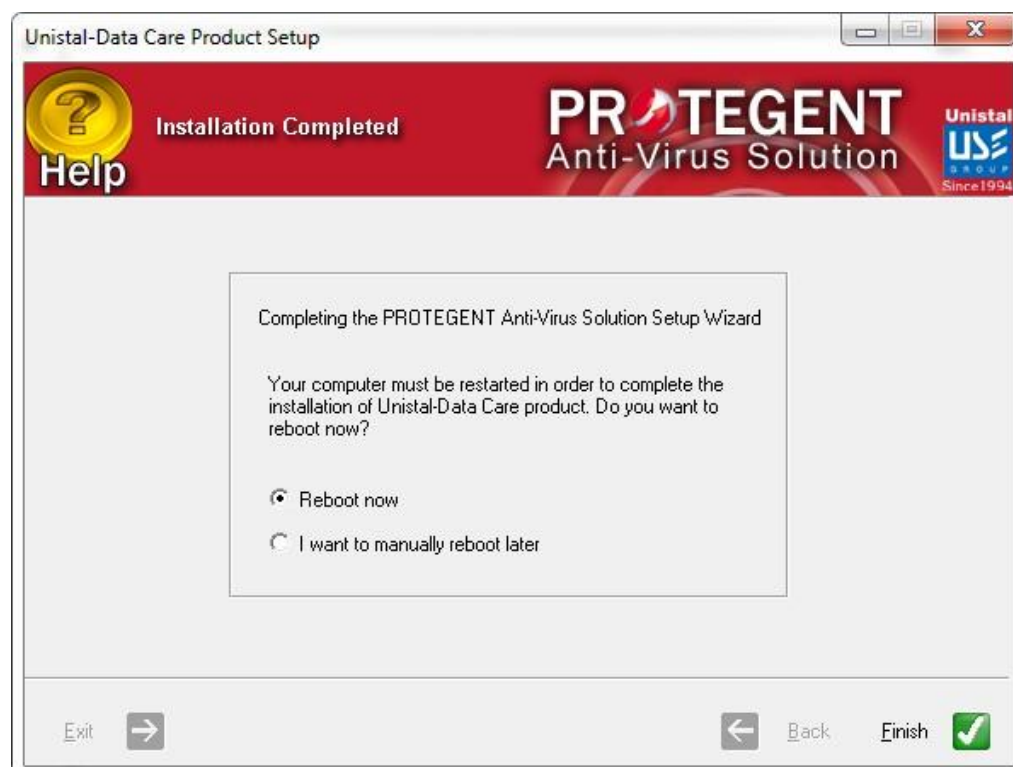 Unistal-Data Care Product Setup
?
Help
Installation Completed
PROTEGENT
Anti-Virus Solution
Unistal
USE
GROUP
Since1994
Completing the PROTEGENT Anti-Virus Solution Setup Wizard
Your computer must be restarted in order to complete the
installation of Unistal-Data Care product. Do you want to
reboot now?
Reboot now
I want to manually reboot later
Exit
Back
Finish